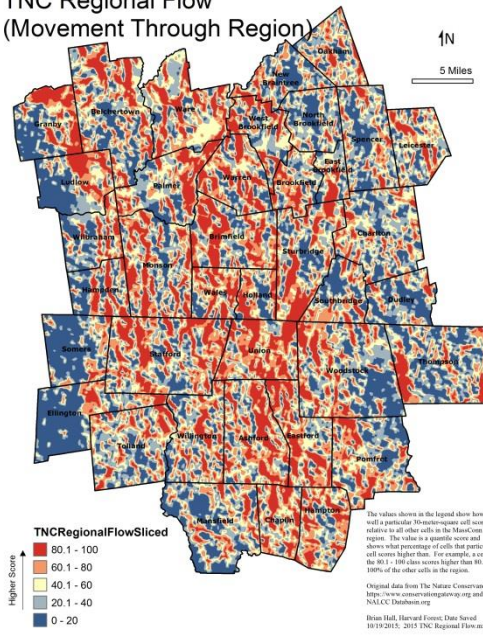 TNC Regional Flow
(Movement Through Region)
N
5 Miles
Oakham
New
Braintree
Ware
Belchertown
Granby
West
Brookfield
North
Brookfield
Spencer
Leicester
East
Brookfield
Ludlow
Palmer
Warren
Brookfield
Wilbraham
Brimfield
Charlton
Sturbridge
Monson
Hampden
Wales
Holland
Southbridge
Dudley
Somers
Stafford
Union
Woodstock
Thompson
Ellington
Tolland
Willington
Ashford
Eastford
Pomfret
Mansfield
Chaplin
Hampton
TNCRegionalFlowSliced
Higher Score
80.1 - 100
60.1 - 80
40.1 - 60
20.1 - 40
0 - 20
The values shown in the legend show how
well a particular 30-meter-square cell
relative to all other cells in the
region. The value is a quantile score and
shows what percentage of cells that
cell scores higher than. For example, a
the 80.1 - 100 class scores higher than 80.
100% of the other cells in the region.
Original data from The Nature
https://www.conservationgateway.org and
NALCC Databasin.org
Brian Hall, Harvard Forest; Date Saved
10/19/2015; 2015 TNC Regional